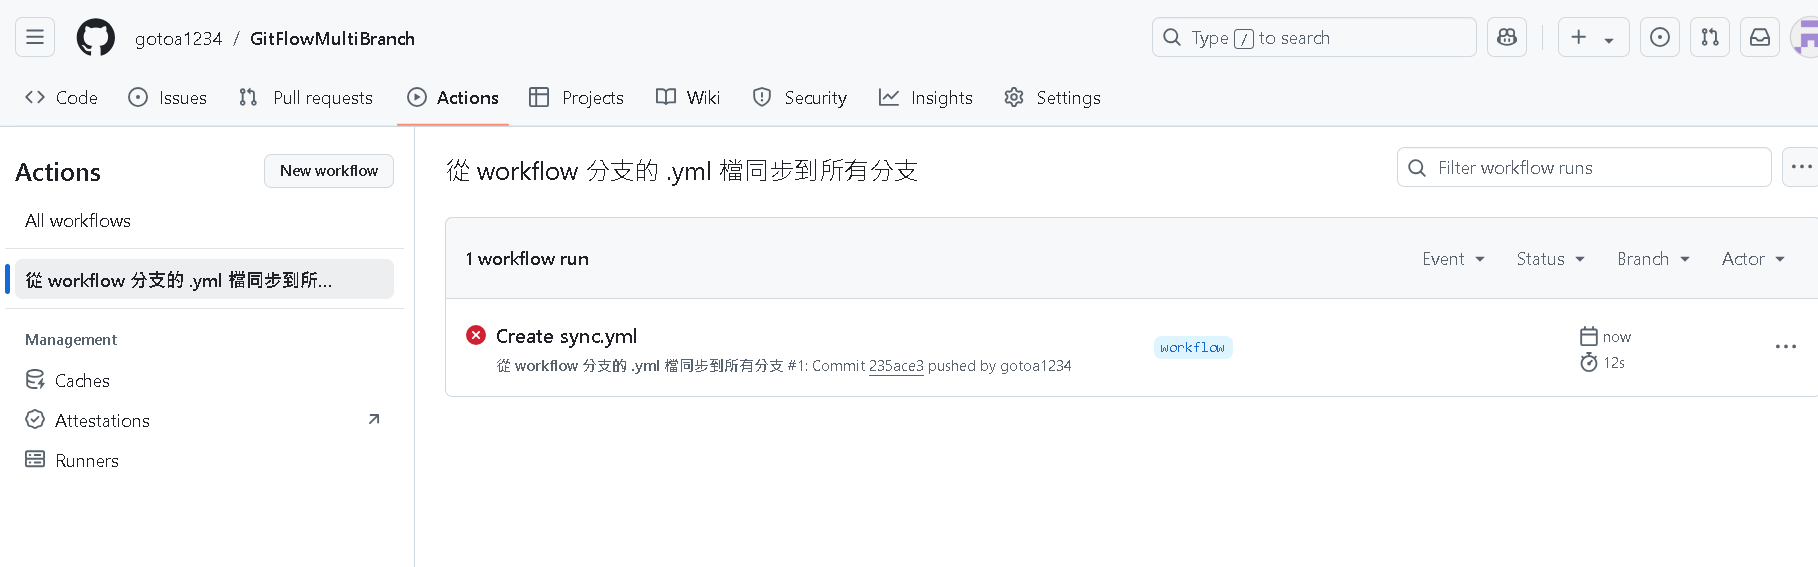 gotoa1234 / GitFlowMultiBranch
Type / to search
Code Issues Pull requests Actions Projects Wiki Security Insights Settings
Actions
New workflow
All workflows
從 workflow 分支的 .yml 檔同步到所...
Management
Caches
Attestations
Runners
從 workflow 分支的 .yml 檔同步到所有分支
Filter workflow runs
1 workflow run
Event Status Branch Actor
Create sync.yml
從 workflow 分支的 .yml 檔同步到所有分支 #1: Commit 235ace3 pushed by gotoa1234
workflow
now
12s